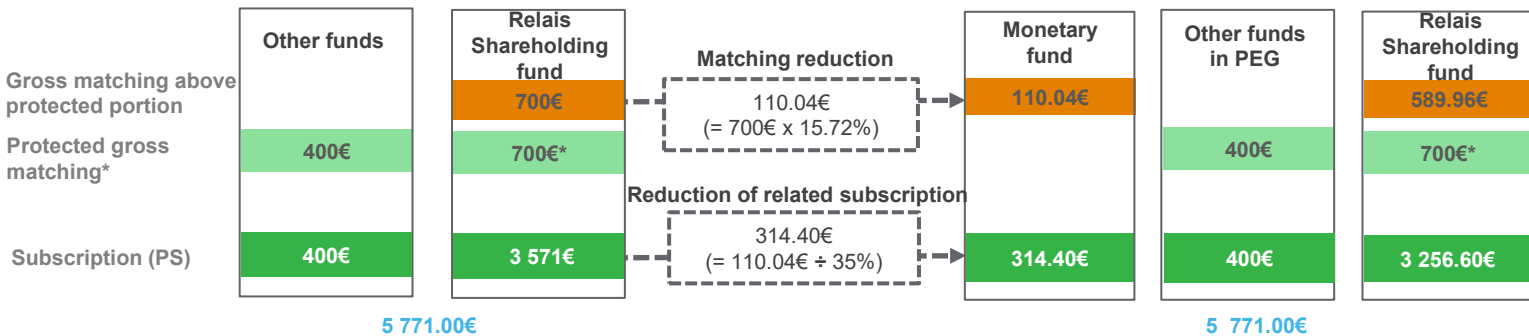 Other funds
Relais
Shareholding
fund
Matching reduction
Monetary
fund
Other funds
in PEG
Relais
Shareholding
fund
Gross matching above
protected portion
700€
110.04€
(= 700€ x 15.72%)
110.04€
589.96€
Protected gross
matching*
400€
700€*
400€
700€*
Reduction of related subscription
Subscription (PS)
400€
3 571€
314.40€
(= 110.04€ ÷ 35%)
314.40€
400€
3 256.60€
5 771.00€
5 771.00€